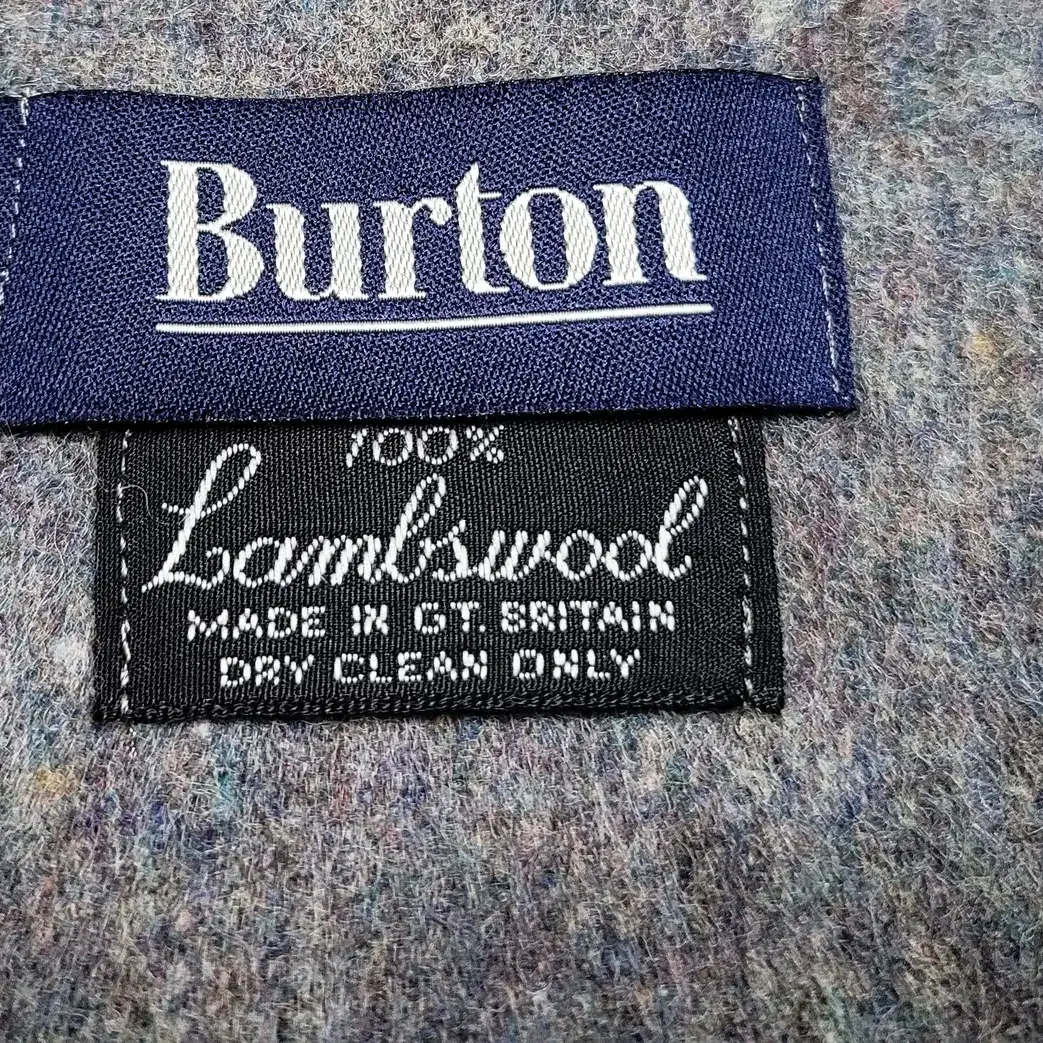 Burton
100%
Lambswool
MADE IN GT. BRITAIN
DRY CLEAN ONLY